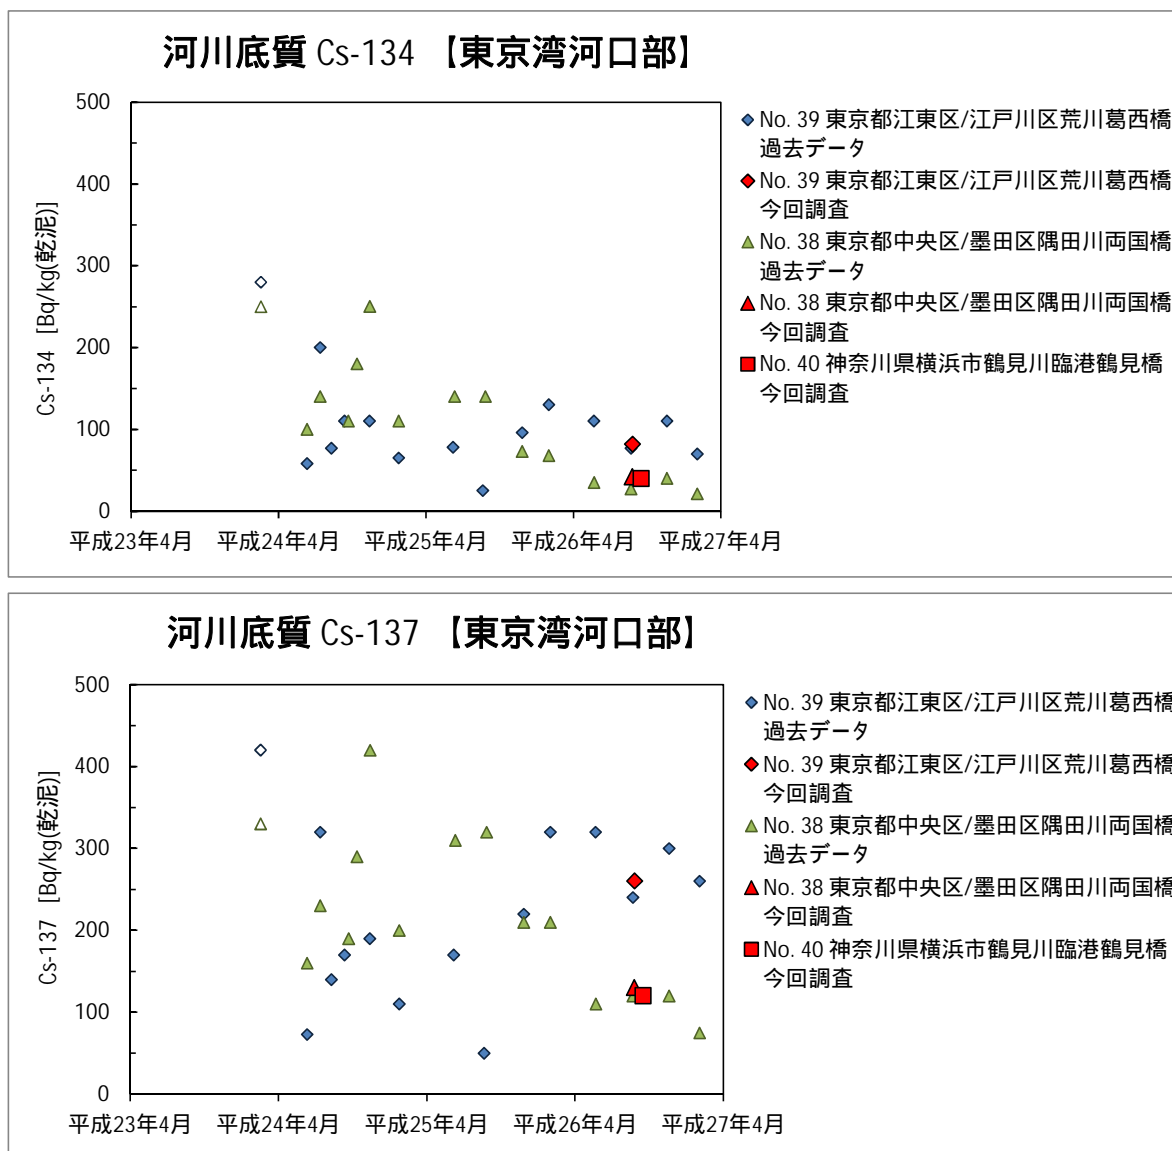 河川底質 Cs-134 【東京湾河口部】
Cs-134 [Bq/kg(乾泥)]
500
400
300
200
100
0
平成23年4月 平成24年4月 平成25年4月 平成26年4月 平成27年4月
No. 39 東京都江東区/江戸川区荒川葛西橋
過去データ
No. 39 東京都江東区/江戸川区荒川葛西橋
今回調査
No. 38 東京都中央区/墨田区隅田川両国橋
過去データ
No. 38 東京都中央区/墨田区隅田川両国橋
今回調査
No. 40 神奈川県横浜市鶴見川臨港鶴見橋
今回調査
河川底質 Cs-137 【東京湾河口部】
Cs-137 [Bq/kg(乾泥)]
500
400
300
200
100
0
平成23年4月 平成24年4月 平成25年4月 平成26年4月 平成27年4月
No. 39 東京都江東区/江戸川区荒川葛西橋
過去データ
No. 39 東京都江東区/江戸川区荒川葛西橋
今回調査
No. 38 東京都中央区/墨田区隅田川両国橋
過去データ
No. 38 東京都中央区/墨田区隅田川両国橋
今回調査
No. 40 神奈川県横浜市鶴見川臨港鶴見橋
今回調査